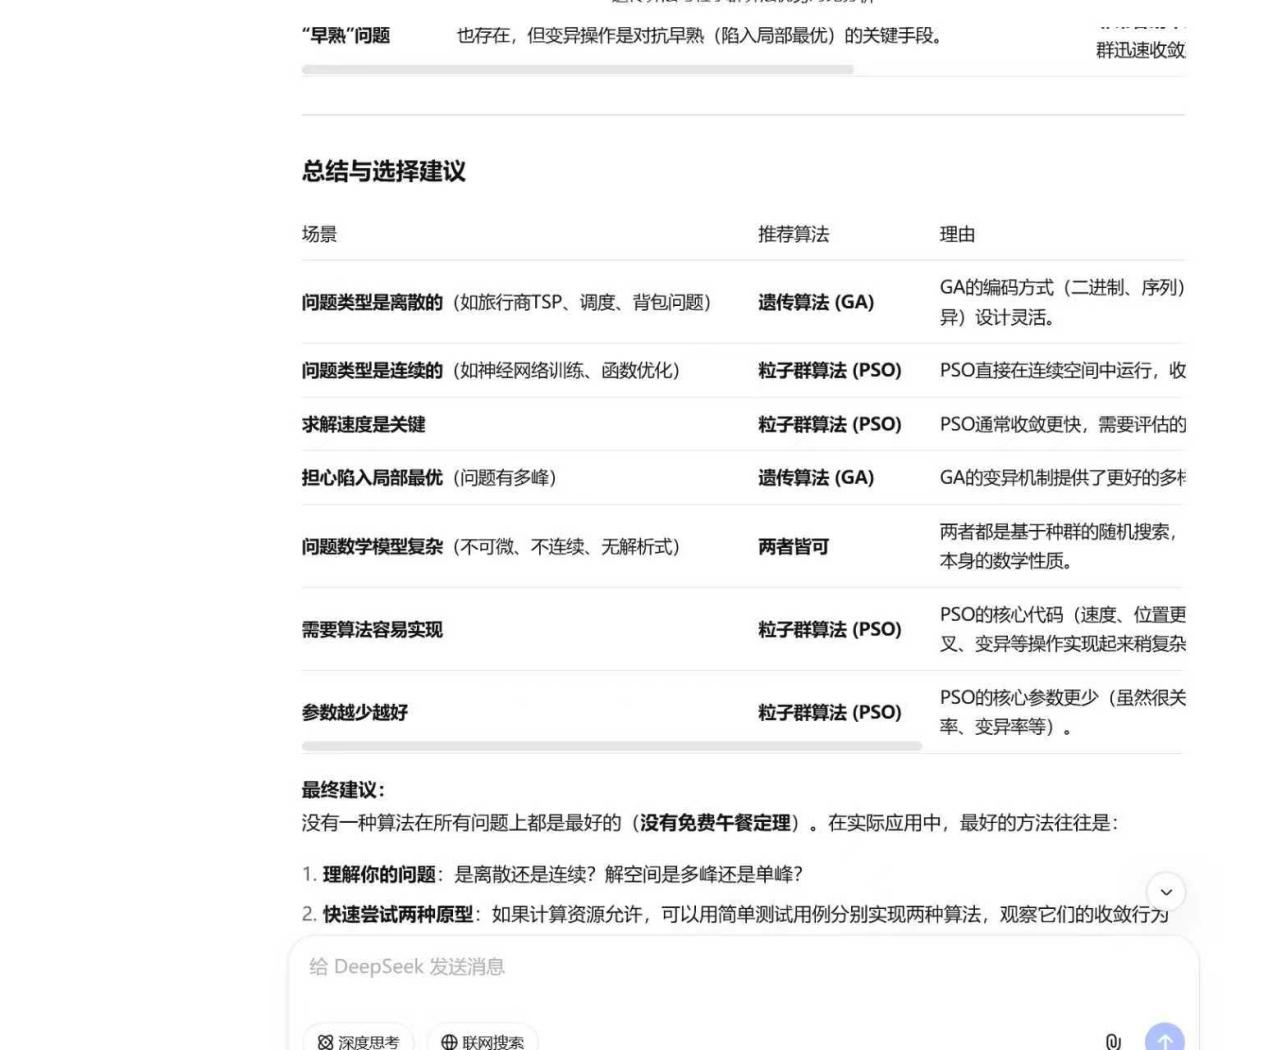 "早熟"问题 也存在，但变异操作是对抗早熟（陷入局部最优）的关键手段。
群迅速收敛
总结与选择建议
场景 推荐算法 理由
问题类型是离散的（如旅行商TSP、调度、背包问题） 遗传算法 (GA) GA的编码方式（二进制、序列）
异）设计灵活。
问题类型是连续的（如神经网络训练、函数优化） 粒子群算法 (PSO) PSO直接在连续空间中运行，收
求解速度是关键 粒子群算法 (PSO) PSO通常收敛更快，需要评估的
担心陷入局部最优（问题有多峰） 遗传算法 (GA) GA的变异机制提供了更好的多
问题数学模型复杂（不可微、不连续、无解析式） 两者皆可 两者都是基于种群的随机搜索，
本身的数学性质。
需要算法容易实现 粒子群算法 (PSO) PSO的核心代码（速度、位置更
叉、变异等操作实现起来稍复杂
参数越少越好 粒子群算法 (PSO) PSO的核心参数更少（虽然很关
率、变异率等）。
最终建议：
没有一种算法在所有问题上都是最好的（没有免费午餐定理）。在实际应用中，最好的方法往往是：
1. 理解你的问题：是离散还是连续？解空间是多峰还是单峰？
2. 快速尝试两种原型：如果计算资源允许，可以用简单测试用例分别实现两种算法，观察它们的收敛行为
给 DeepSeek 发送消息
深度思考 联网搜索